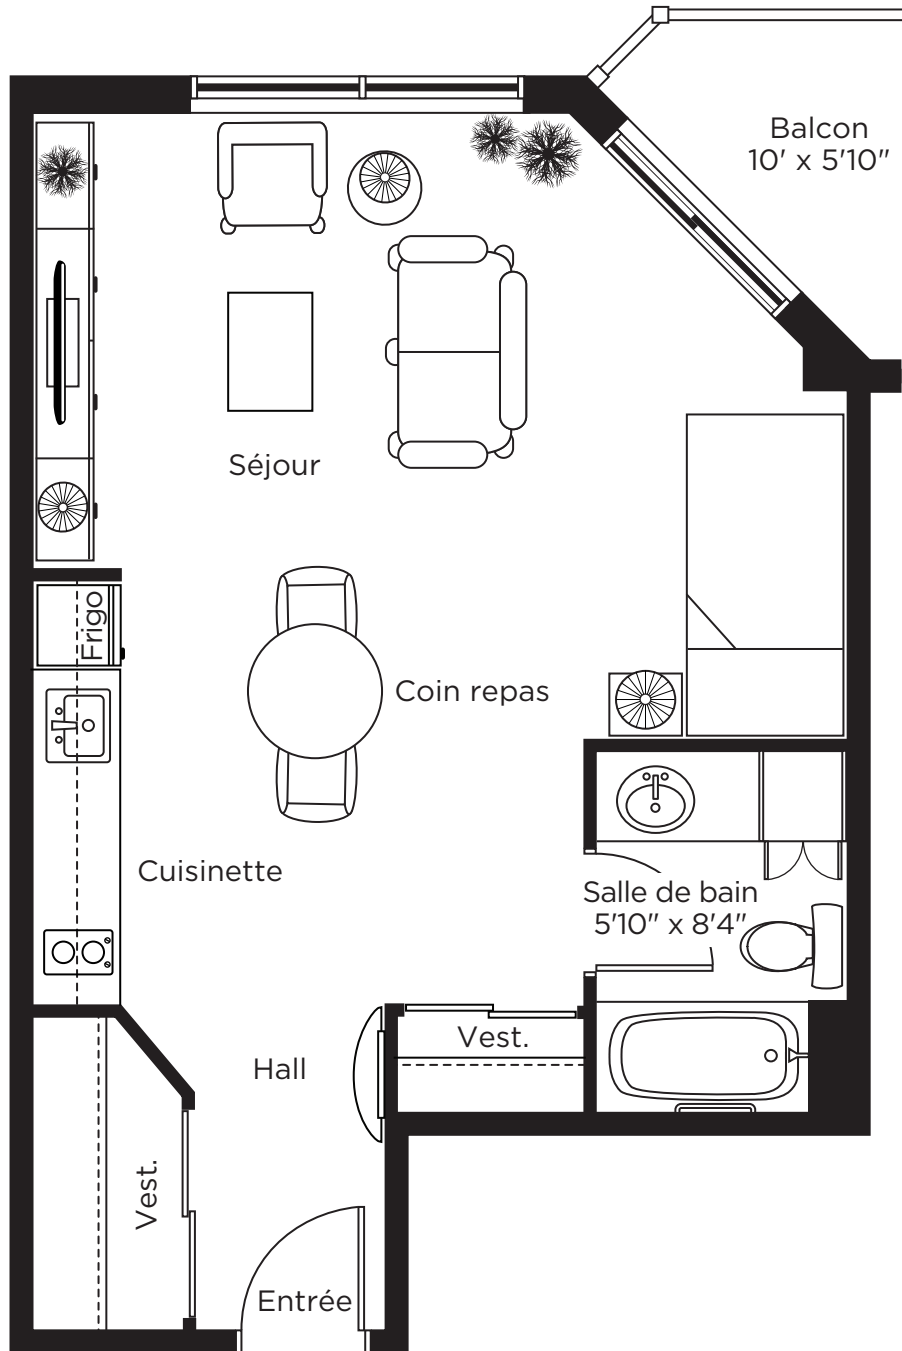 Balcon
10' x 5'10"
Séjour
Frigo
Coin repas
Cuisinette
Salle de bain
5'10" x 8'4"
Vest.
Hall
Vest.
Entrée